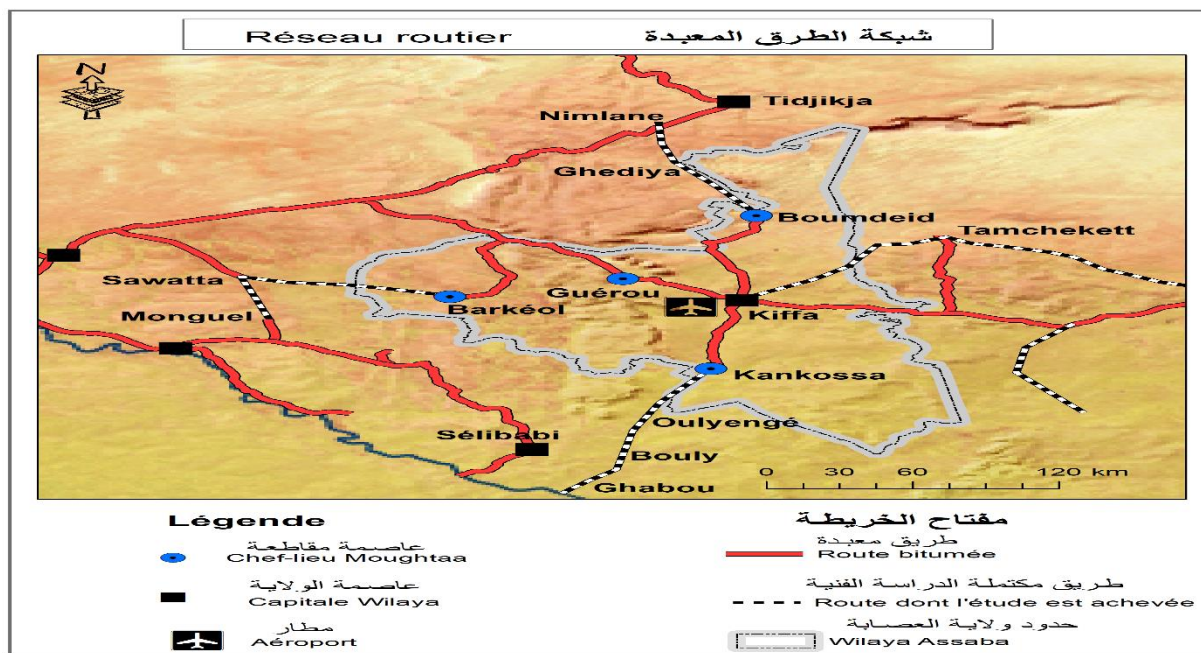 Réseau routier شبكة الطرق المعبدة
N
Tidjikja
Nimlane
Ghediya
Boumdeid
Tamchekett
Sawatta
Guérou
Barkéol
Kiffa
Monguel
Kankossa
Oulyengé
Sélibabi
Bouly
Ghabou
0 30 60 120 km
Légende
عاصمة مقاطعة
Chef-lieu Moughtaa
عاصمة الولاية
Capitale Wilaya
مطار
Aéroport
مفتاح الخريطة
طريق معبدة
Route bitumée
طريق مكتملة الدراسة الفنية
Route dont l'étude est achevée
حدود ولاية العصابة
Wilaya Assaba